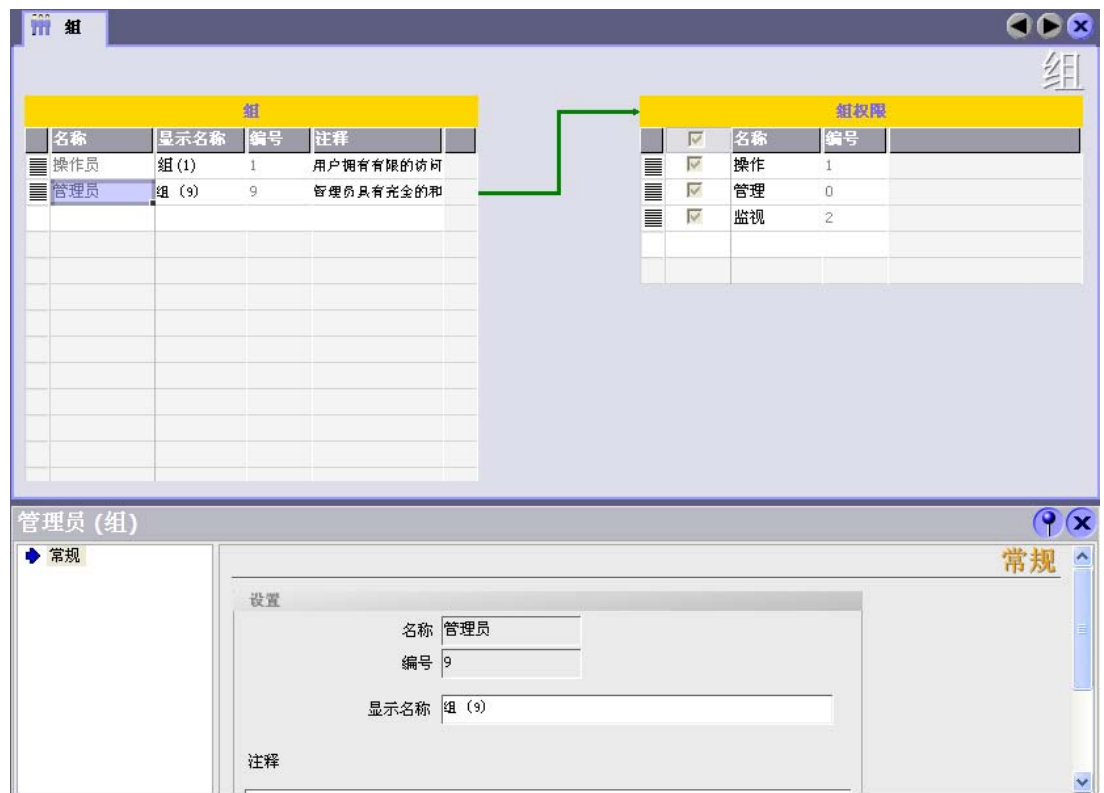 组
组
组
名称 显示名称 编号 注释
操作员 组(1) 1 用户拥有有限的访问
管理员 组 (9) 9 管理员具有完全的和
组权限
名称 编号
操作 1
管理 0
监视 2
管理员 (组)
常规
常规
设置
名称 管理员
编号 9
显示名称 组 (9)
注释